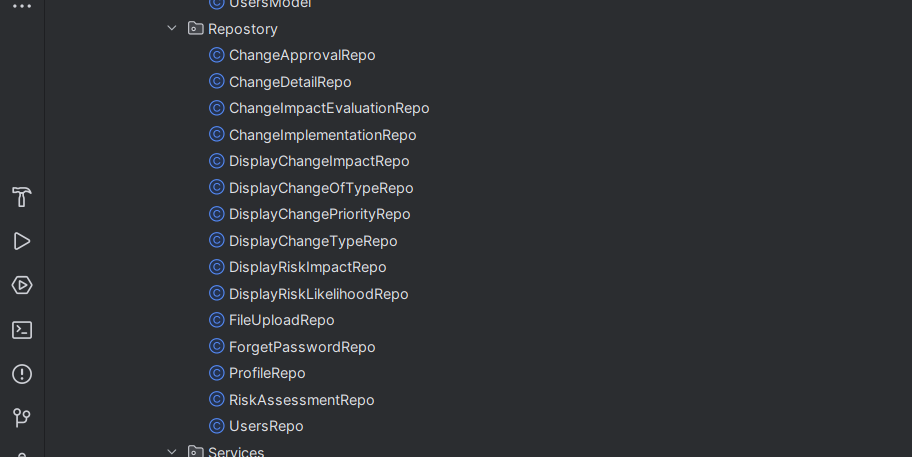 UsersModel
Repostory
ChangeApprovalRepo
ChangeDetailRepo
ChangeImpactEvaluationRepo
ChangeImplementationRepo
DisplayChangeImpactRepo
DisplayChangeOfTypeRepo
DisplayChangePriorityRepo
DisplayChangeTypeRepo
DisplayRiskImpactRepo
DisplayRiskLikelihoodRepo
FileUploadRepo
ForgetPasswordRepo
ProfileRepo
RiskAssessmentRepo
UsersRepo
Services